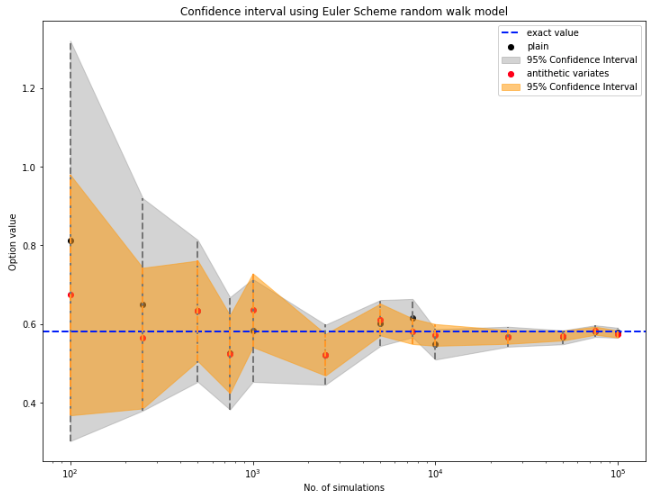 Confidence interval using Euler Scheme random walk model
exact value
plain
95% Confidence Interval
antithetic variates
95% Confidence Interval
Option value
1.2
1.0
0.8
0.6
0.4
10²
10³
10⁴
10⁵
No. of simulations